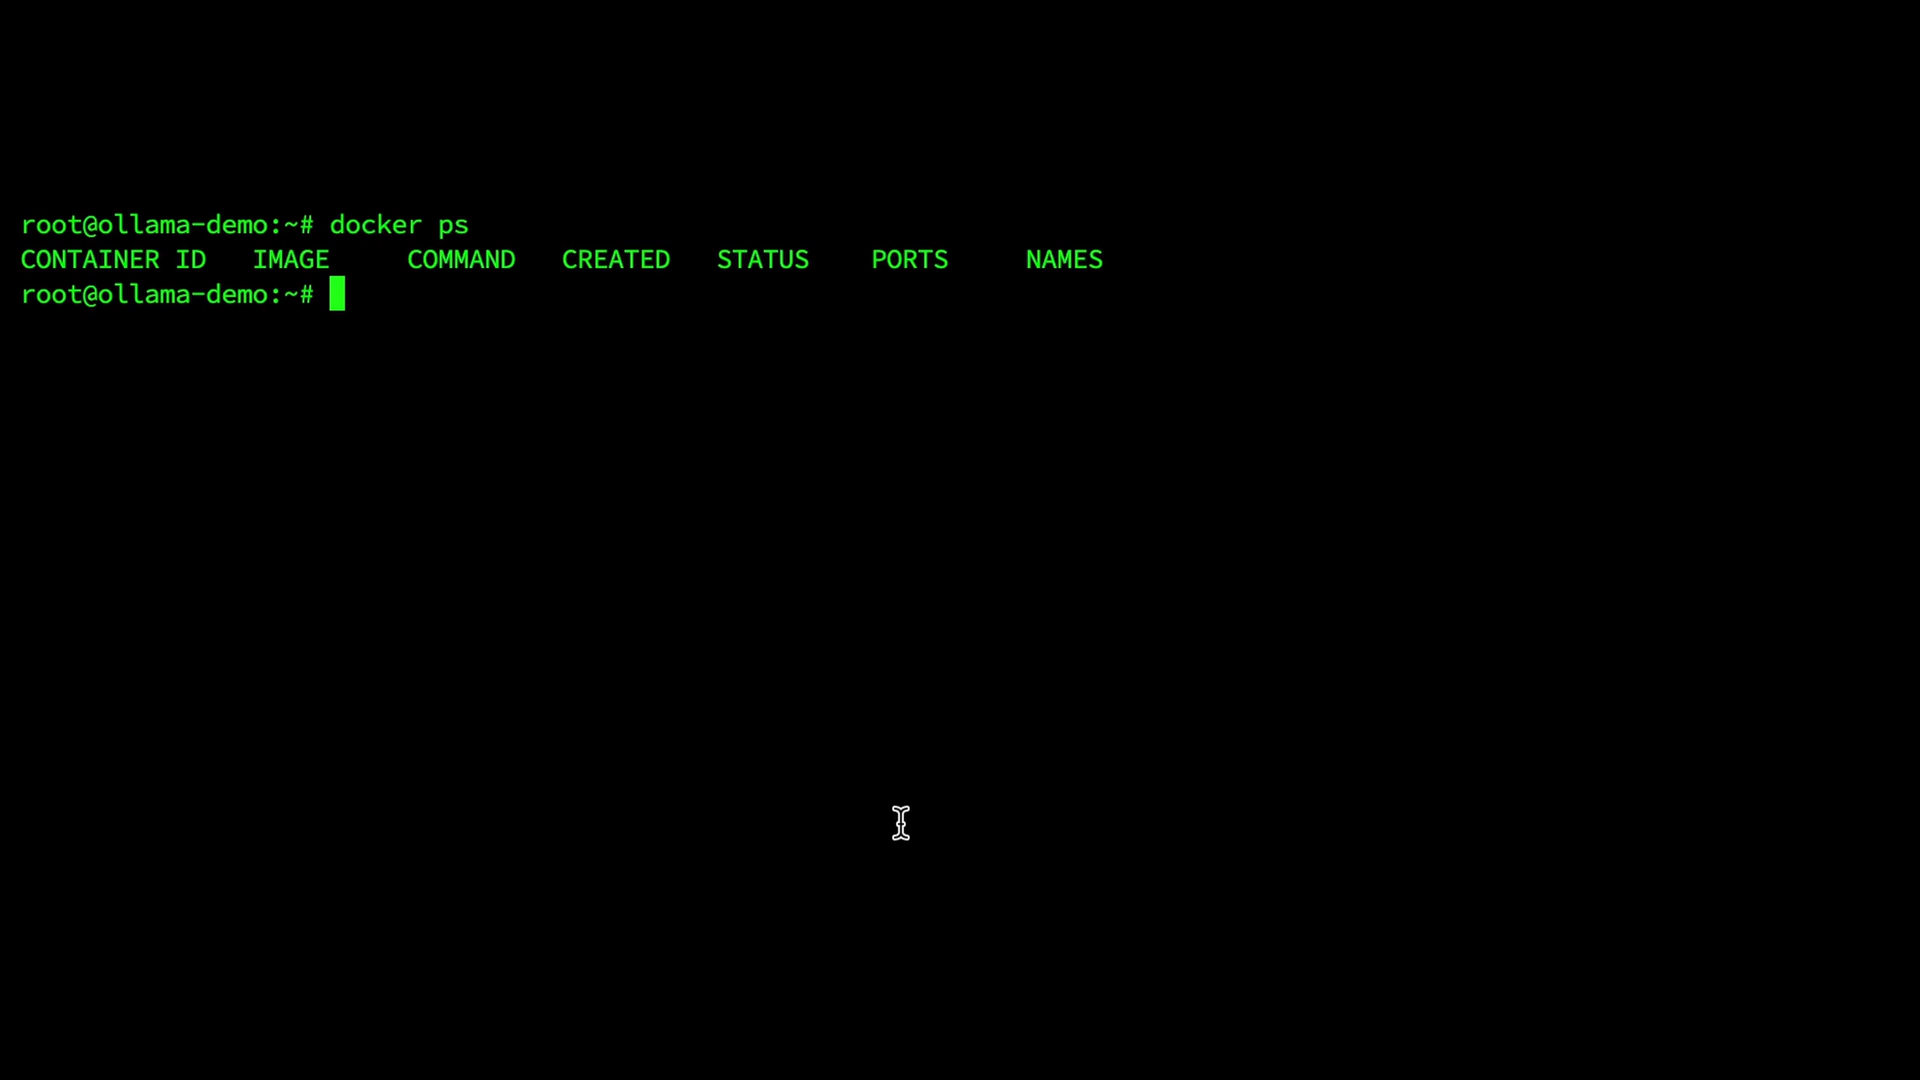 root@ollama-demo:~# docker ps
CONTAINER ID   IMAGE     COMMAND   CREATED   STATUS    PORTS     NAMES
root@ollama-demo:~#